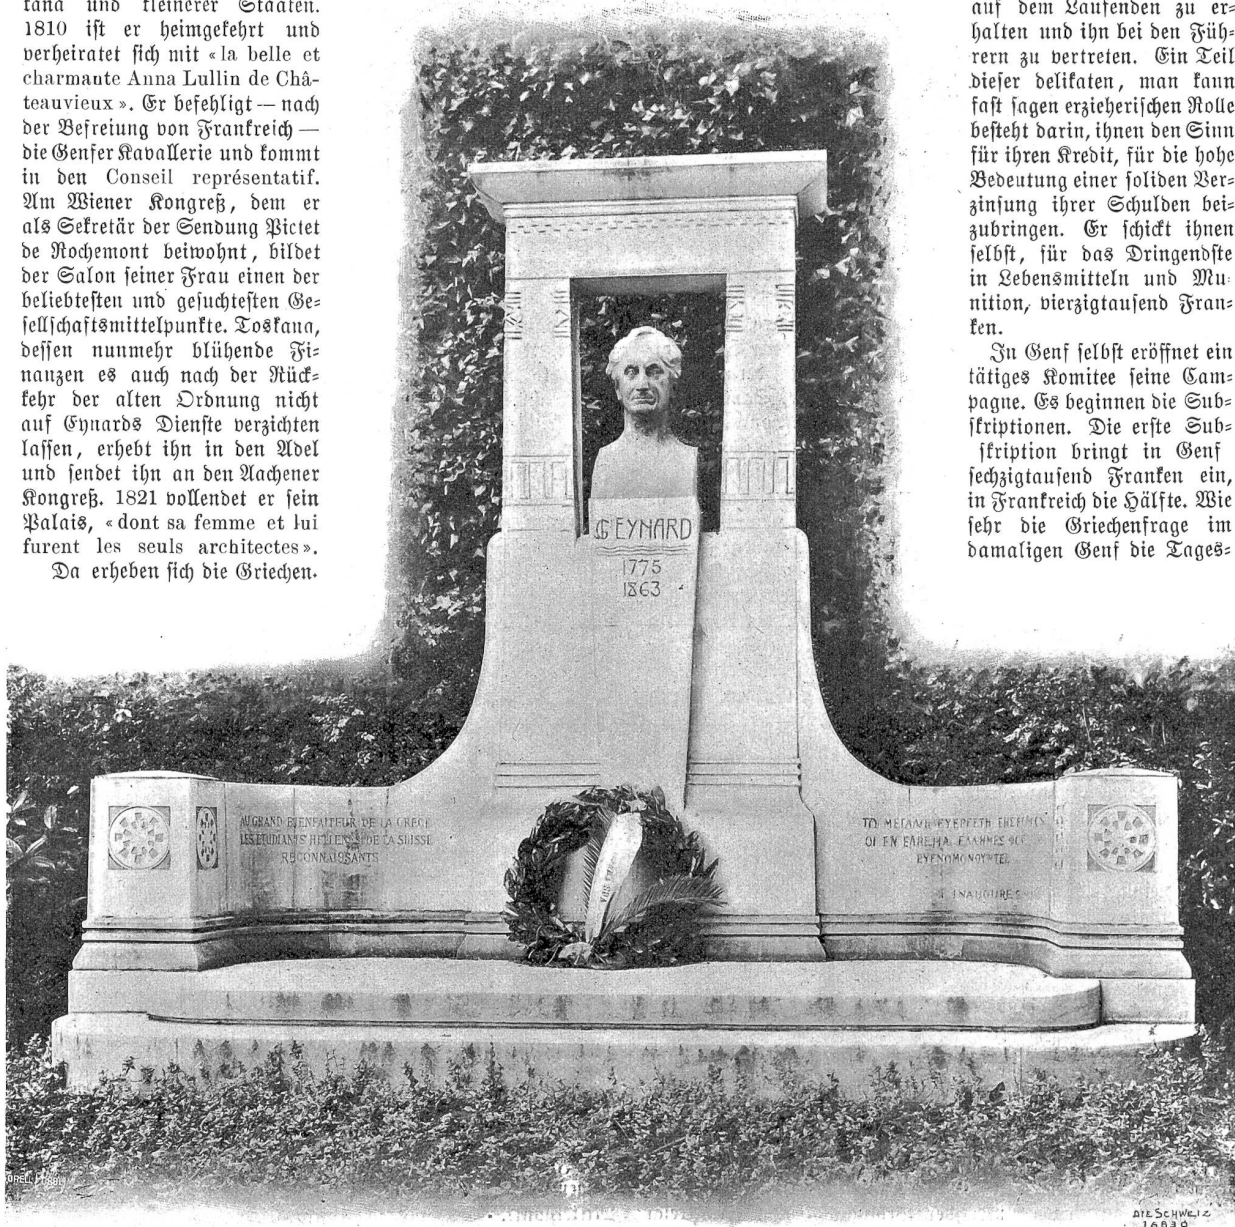 tana und kleinerer Staaten.
1810 ist er heimgekehrt und
verheiratet sich mit «la belle et
charmante Anna Lullin de Châ-
teauvieux». Er befehligt — nach
der Befreiung von Frankreich —
die Genfer Kavallerie und kommt
in den Conseil représentatif.
Am Wiener Kongreß, dem er
als Sekretär der Sendung Pictet
de Rochemont beiwohnt, bildet
der Salon seiner Frau einen der
beliebtesten und gesuchtesten Ge-
sellschaftsmittelpunkte. Toskana,
dessen nunmehr blühende Fi-
nanzen es auch nach der Rück-
kehr der alten Ordnung nicht
auf Eynards Dienste verzichten
lassen, erhebt ihn in den Adel
und sendet ihn an den Aachener
Kongreß. 1821 vollendet er sein
Palais, «dont sa femme et lui
furent les seuls architectes».
Da erheben sich die Griechen.
auf dem Laufenden zu er-
halten und ihn bei den Füh-
rern zu vertreten. Ein Teil
dieser delikaten, man kann
fast sagen erzieherischen Rolle
besteht darin, ihnen den Sinn
für ihren Kredit, für die hohe
Bedeutung einer soliden Ver-
zinsung ihrer Schulden bei-
zubringen. Er schickt ihnen
selbst, für das Dringendste
in Lebensmitteln und Mu-
nition, vierzigtausend Fran-
ken.
In Genf selbst eröffnet ein
tätiges Komitee seine Cam-
pagne. Es beginnen die Sub-
skriptionen. Die erste Sub-
skription bringt in Genf
sechzigtausend Franken ein,
in Frankreich die Hälfte. Wie
sehr die Griechenfrage im
damaligen Genf die Tages-
EYNARD
1775
1863
AU GRAND BIENFAITEUR DE LA GRECE
LES ETUDIANTS HELLENES DE LA SUISSE
RECONNAISSANTS
ORELL FÜSSLI
DIE SCHWEIZ
16838